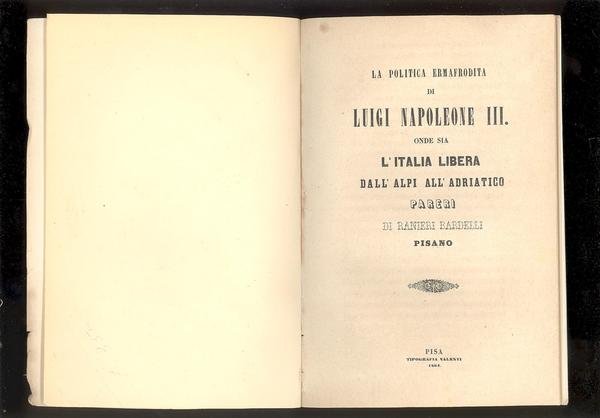 LA POLITICA ERMAFRODITA
DI
LUIGI NAPOLEONE III.
ONDE SIA
L'ITALIA LIBERA
DALL' ALPI ALL' ADRIATICO
PARERI
DI RANIERI BARDELLI
PISANO
PISA
TIPOGRAFIA VALENTI